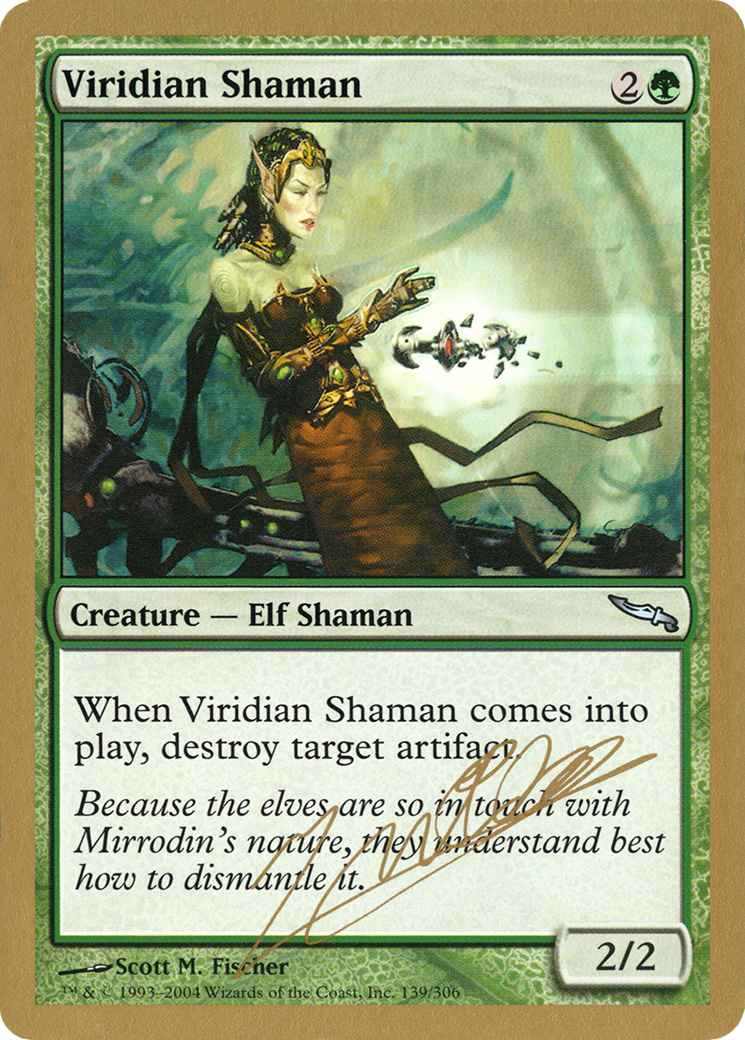 Viridian Shaman 2
Creature — Elf Shaman
When Viridian Shaman comes into
play, destroy target artifact.
Because the elves are so in touch with
Mirrodin's nature, they understand best
how to dismantle it.
2/2
Scott M. Fischer
™ & © 1993–2004 Wizards of the Coast, Inc. 139/306